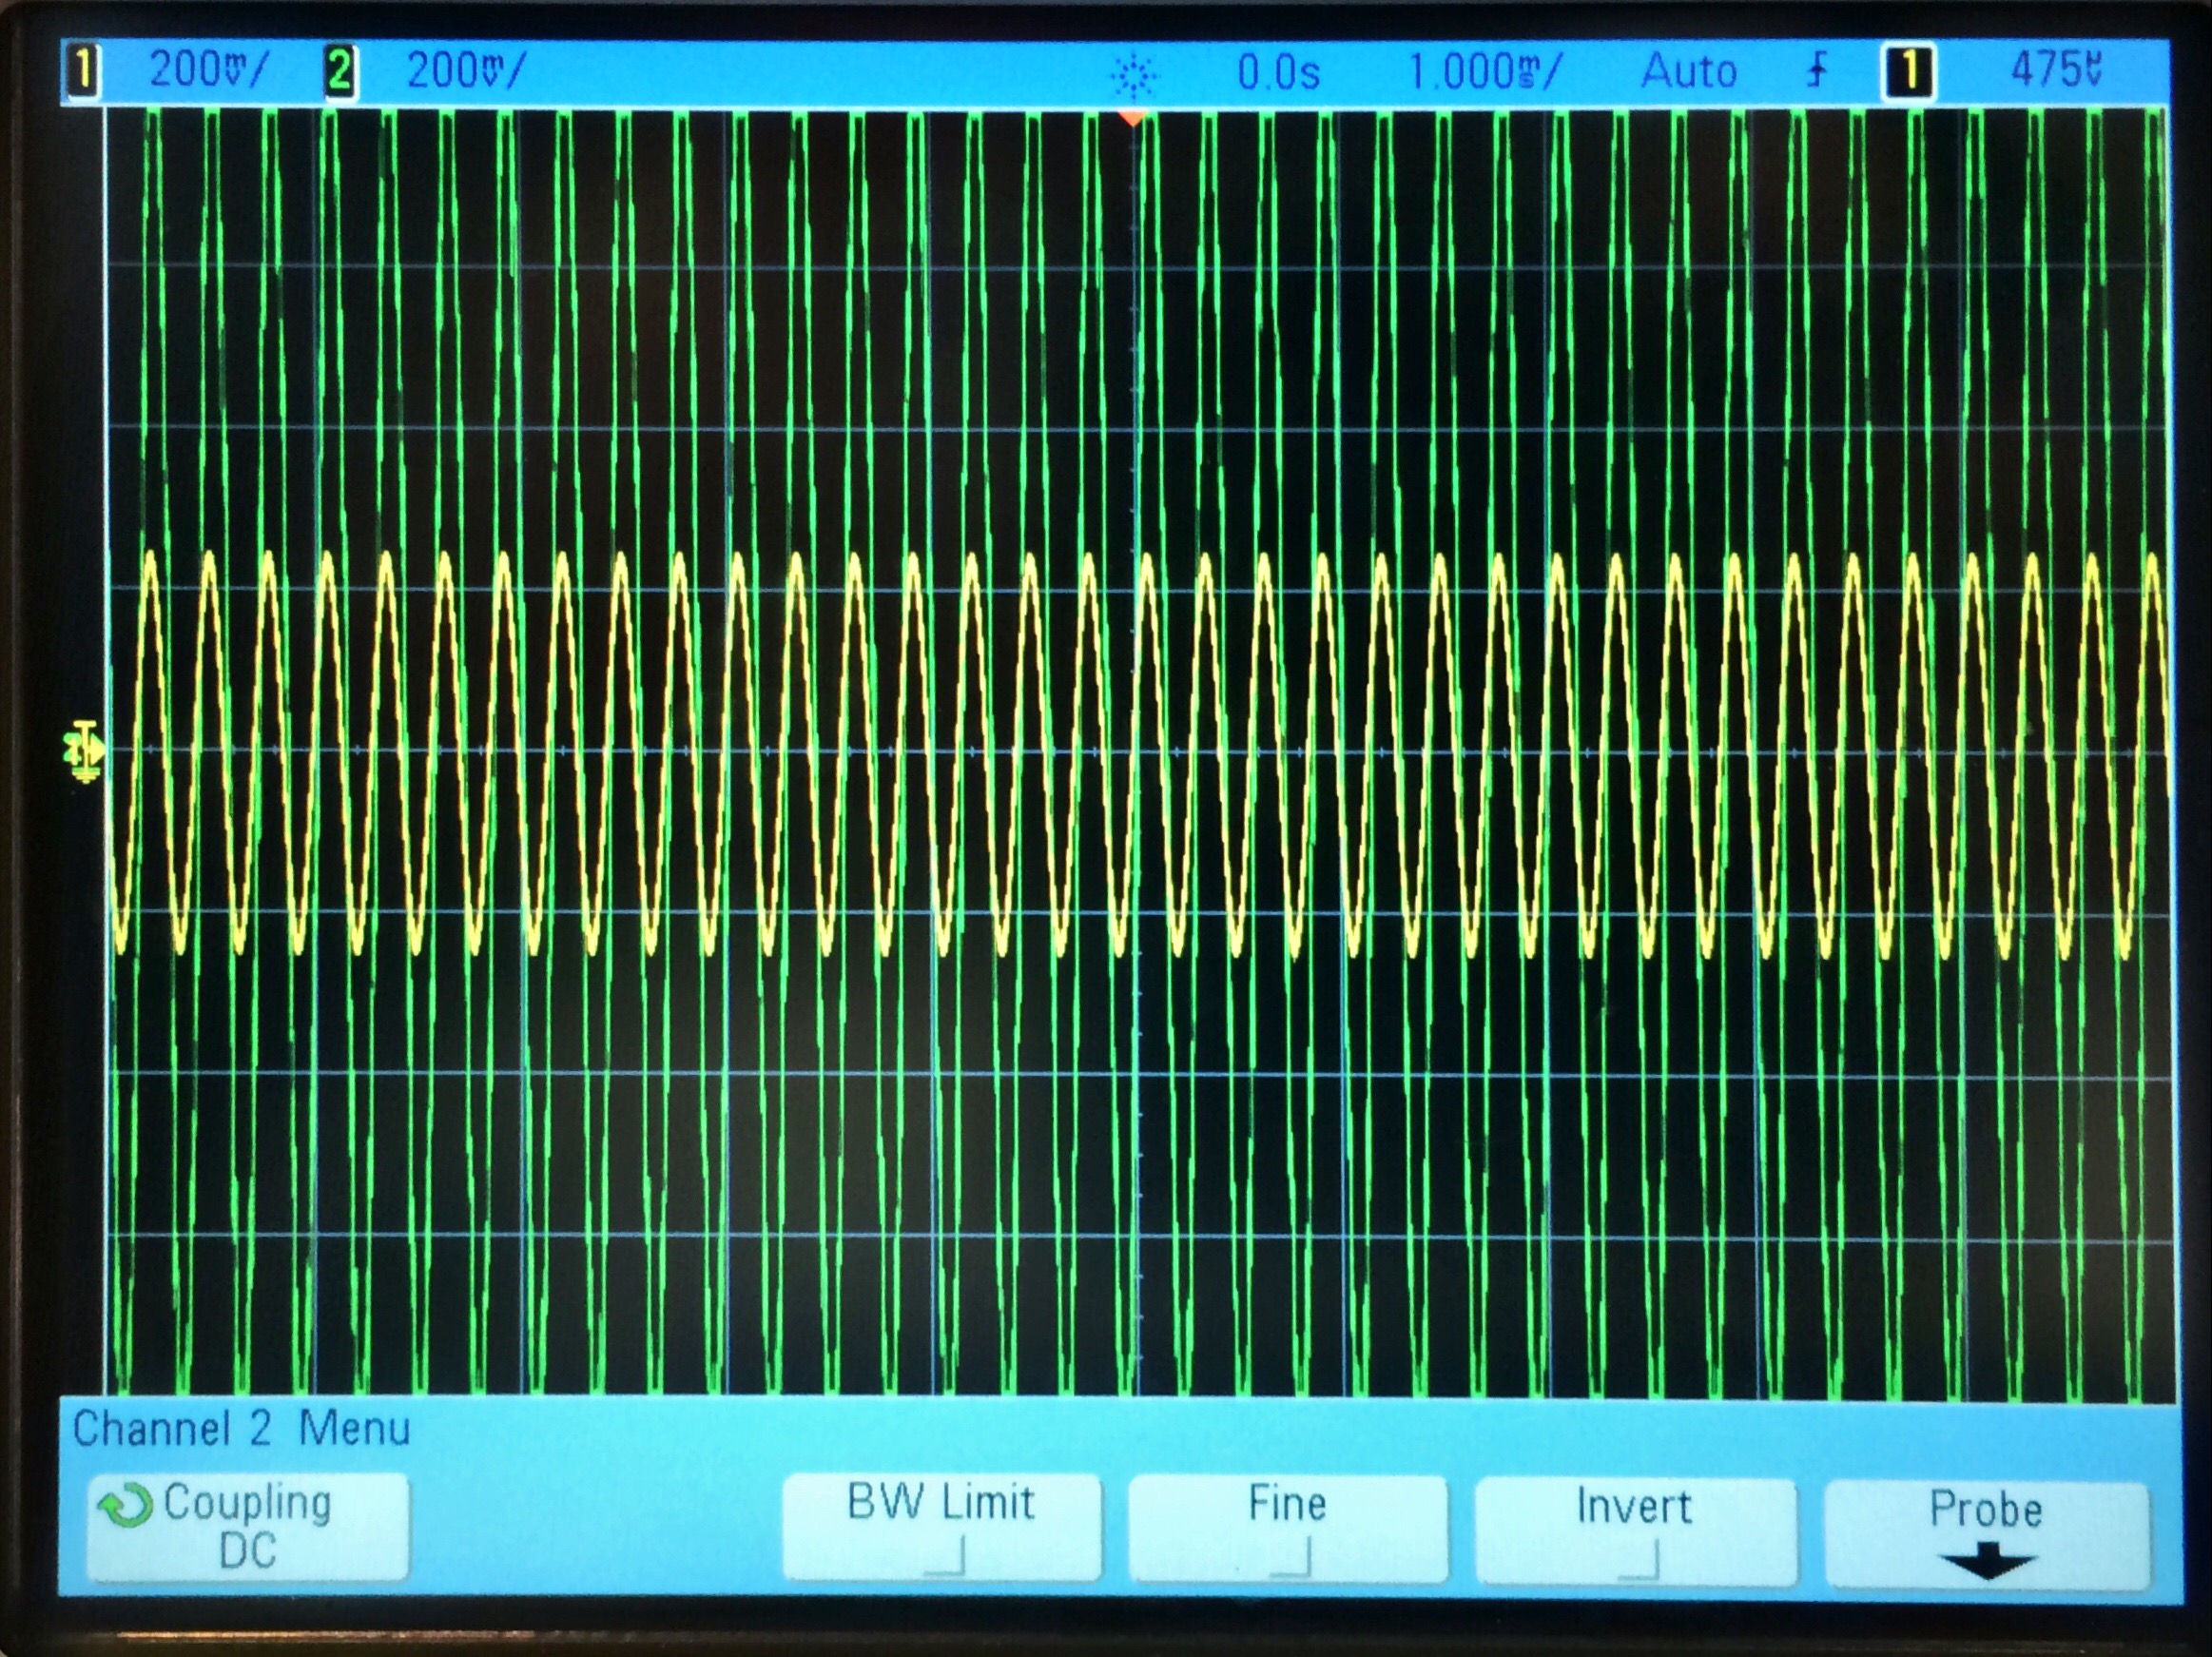 1 200mV/ 2 200mV/ 0.0s 1.000ms/ Auto 1 475µV
Channel 2 Menu
Coupling
DC
BW Limit
Fine
Invert
Probe